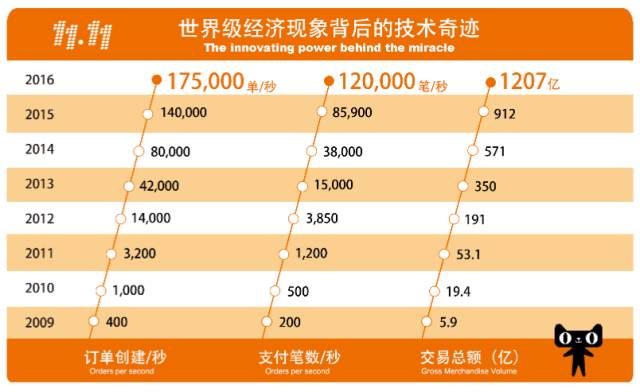 11.11
世界级经济现象背后的技术奇迹
The innovating power behind the miracle
2016 175,000单/秒 120,000笔/秒 1207亿
2015 140,000 85,900 912
2014 80,000 38,000 571
2013 42,000 15,000 350
2012 14,000 3,850 191
2011 3,200 1,200 53.1
2010 1,000 500 19.4
2009 400 200 5.9
订单创建/秒 支付笔数/秒 交易总额（亿）
Orders per second Orders per second Gross Merchandise Volume